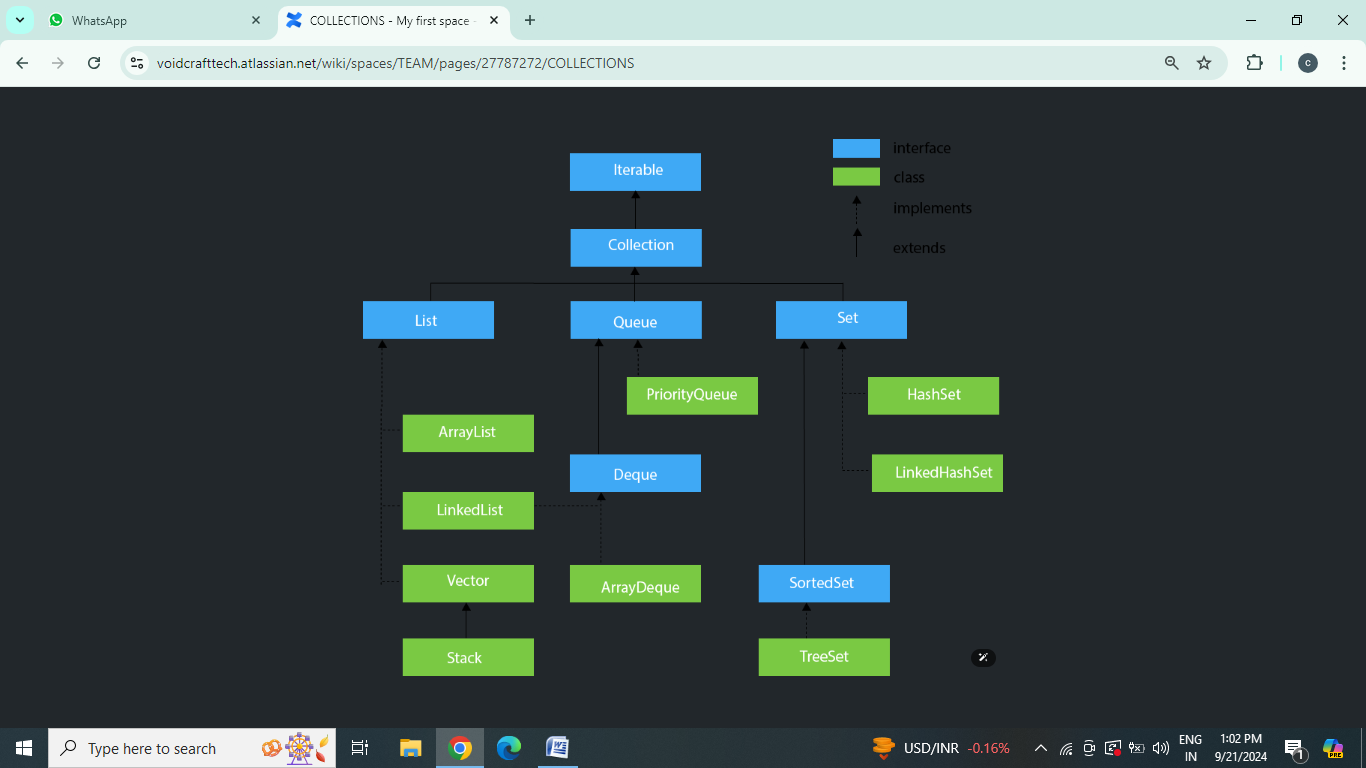 WhatsApp
COLLECTIONS - My first space -
voidcrafttech.atlassian.net/wiki/spaces/TEAM/pages/27787272/COLLECTIONS
c
interface
class
implements
extends
Iterable
Collection
List
Queue
Set
PriorityQueue
HashSet
ArrayList
Deque
LinkedHashSet
LinkedList
Vector
ArrayDeque
SortedSet
Stack
TreeSet
Type here to search
USD/INR -0.16%
ENG
IN
1:02 PM
9/21/2024
1
PRE